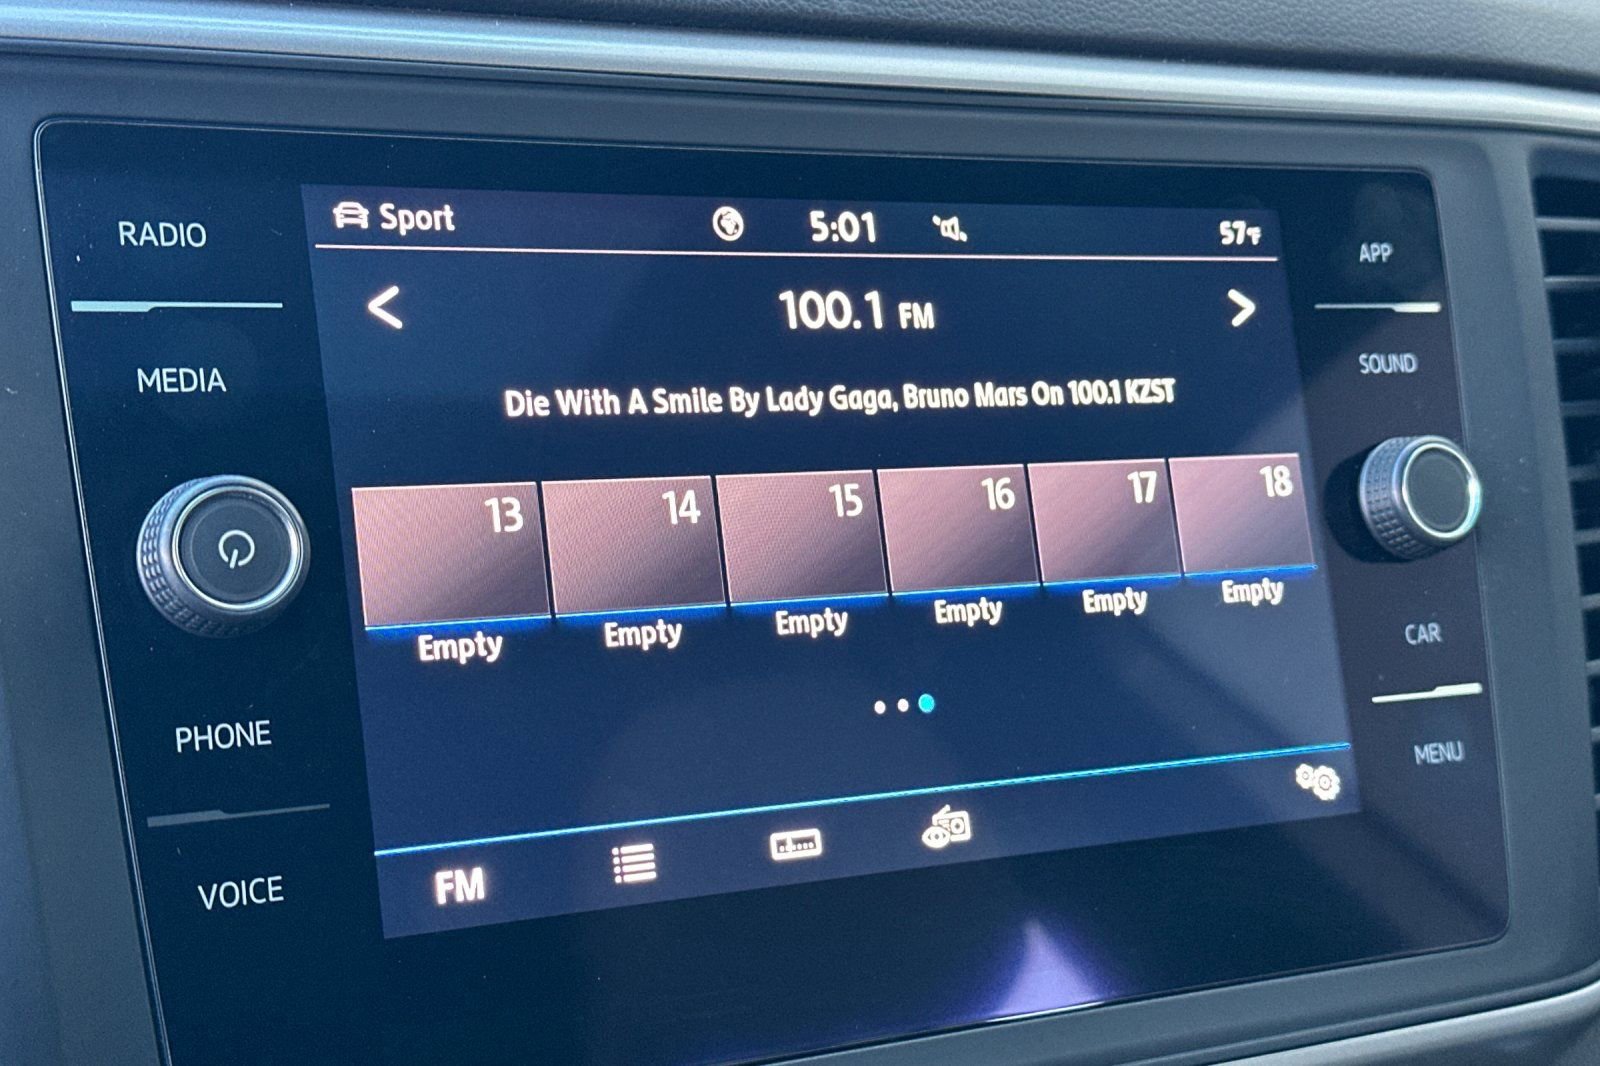 RADIO
MEDIA
PHONE
VOICE
Sport
5:01
57°F
100.1 FM
Die With A Smile By Lady Gaga, Bruno Mars On 100.1 KZST
13 14 15 16 17 18
Empty Empty Empty Empty Empty Empty
FM
APP
SOUND
CAR
MENU